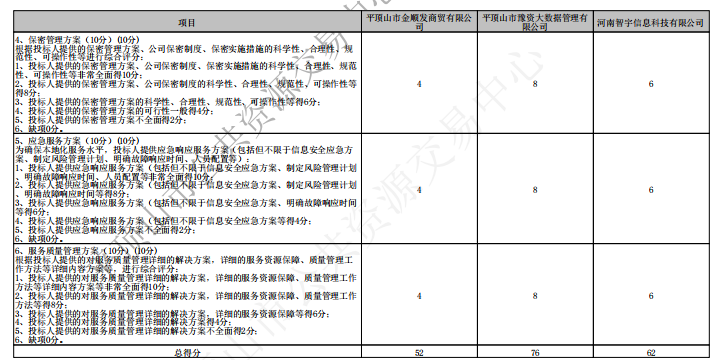 项目 平顶山市金顺发商贸有限公司 平顶山市豫资大数据管理有限公司 河南智宇信息科技有限公司
4、保密管理方案（10分）(10分)
根据投标人提供的保密管理方案、公司保密制度、保密实施措施的科学性、合理性、规
范性、可操作性等进行综合评分：
1、投标人提供的保密管理方案、公司保密制度、保密实施措施的科学性、合理性、规范
性、可操作性等非常全面得10分；
2、投标人提供的保密管理方案、公司保密制度的科学性、合理性、规范性、可操作性等
得8分；
3、投标人提供的保密管理方案的科学性、合理性、规范性、可操作性等得6分；
4、投标人提供的保密管理方案的可行性一般得4分；
5、投标人提供的保密管理方案不全面得2分；
6、缺项0分。
4 8 6
5、应急服务方案（10分）(10分)
为确保本地化服务水平，投标人提供应急响应服务方案（包括但不限于信息安全应急方
案、制定风险管理计划、明确故障响应时间、人员配置等）：
1、投标人提供应急响应服务方案（包括但不限于信息安全应急方案、制定风险管理计划
、明确故障响应时间、人员配置等非常全面得10分；
2、投标人提供应急响应服务方案（包括但不限于信息安全应急方案、制定风险管理计划
、明确故障响应时间等得8分；
3、投标人提供应急响应服务方案（包括但不限于信息安全应急方案、明确故障响应时间
等得6分；
4、投标人提供应急响应服务方案（包括但不限于信息安全应急方案等得4分；
5、投标人提供应急响应服务方案不全面得2分；
6、缺项0分。
4 8 6
6、服务质量管理方案（10分）(10分)
根据投标人提供的对服务质量管理详细的解决方案，详细的服务资源保障、质量管理工
作方法等详细内容方案等，进行综合评分：
1、投标人提供的对服务质量管理详细的解决方案，详细的服务资源保障、质量管理工作
方法等详细内容方案等非常全面得10分；
2、投标人提供的对服务质量管理详细的解决方案，详细的服务资源保障、质量管理工作
方法等得8分；
3、投标人提供的对服务质量管理详细的解决方案，详细的服务资源保障等得6分；
4、投标人提供的对服务质量管理详细的解决方案得4分；
5、投标人提供的对服务质量管理详细的解决方案不全面得2分；
6、缺项0分。
4 8 6
总得分 52 76 62